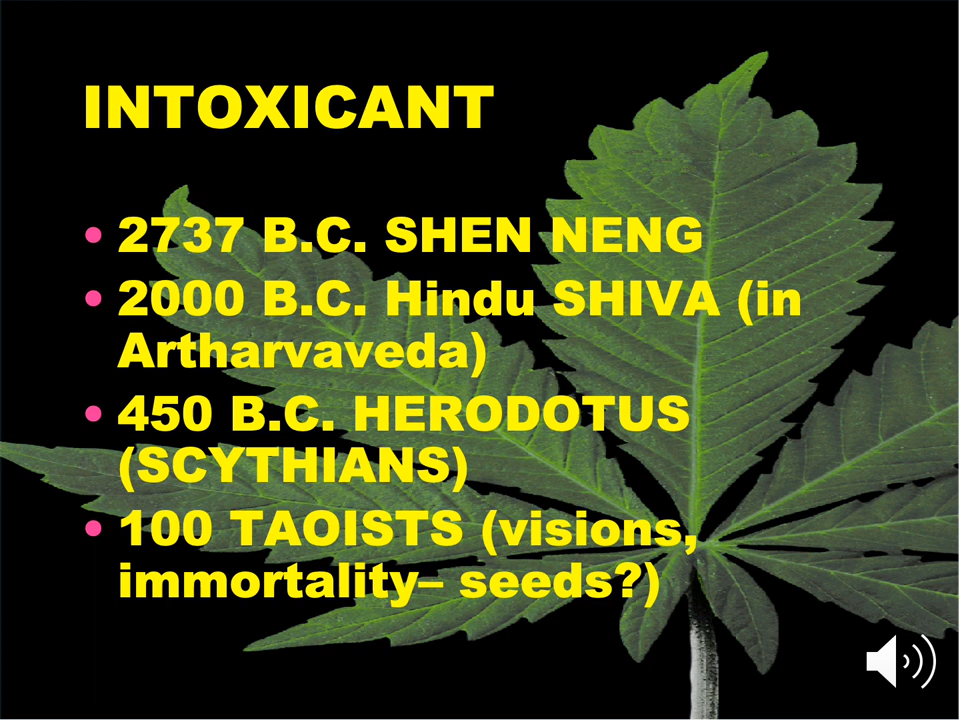 INTOXICANT
• 2737 B.C. SHEN NENG
• 2000 B.C. Hindu SHIVA (in
Artharvaveda)
• 450 B.C. HERODOTUS
(SCYTHIANS)
• 100 TAOISTS (visions,
immortality– seeds?)